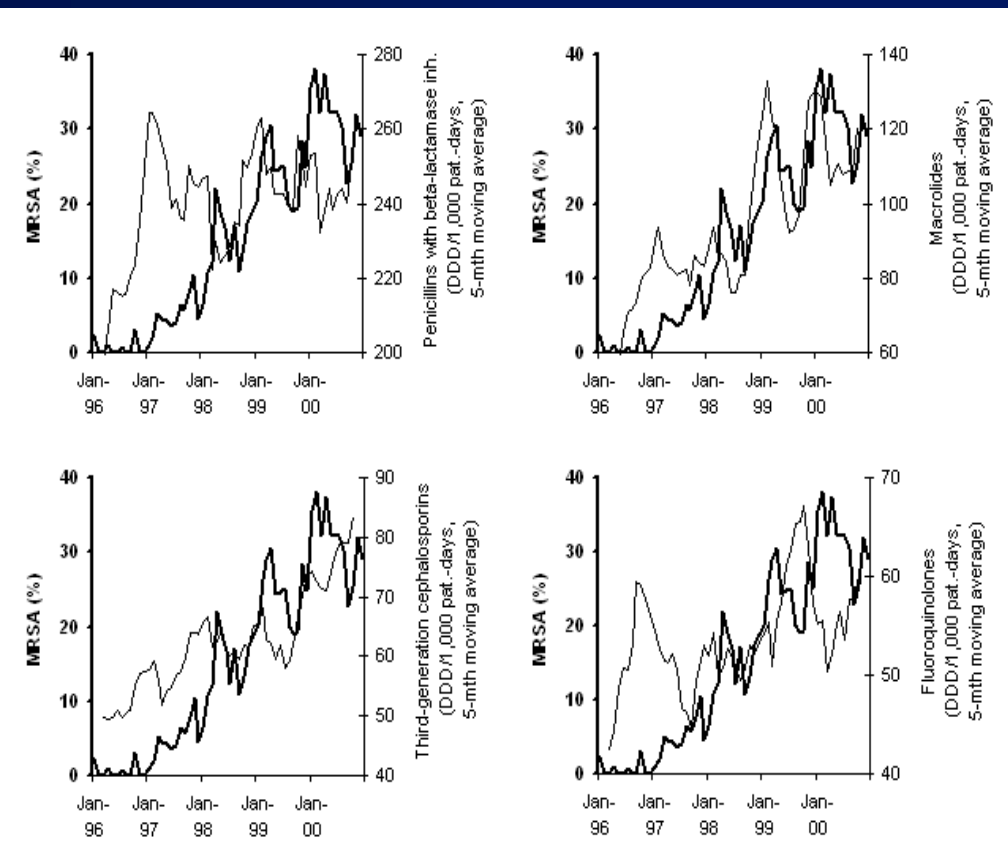 40
30
20
10
0
MRSA (%)
280
260
240
220
200
Penicillins with beta-lactamase inh.
(DDD/1,000 pat.-days,
5-mth moving average)
Jan-96
Jan-97
Jan-98
Jan-99
Jan-00
40
30
20
10
0
MRSA (%)
140
120
100
80
60
Macrolides
(DDD/1,000 pat.-days,
5-mth moving average)
Jan-96
Jan-97
Jan-98
Jan-99
Jan-00
40
30
20
10
0
MRSA (%)
90
80
70
60
50
40
Third-generation cephalosporins
(DDD/1,000 pat.-days,
5-mth moving average)
Jan-96
Jan-97
Jan-98
Jan-99
Jan-00
40
30
20
10
0
MRSA (%)
70
60
50
40
Fluoroquinolones
(DDD/1,000 pat.-days,
5-mth moving average)
Jan-96
Jan-97
Jan-98
Jan-99
Jan-00